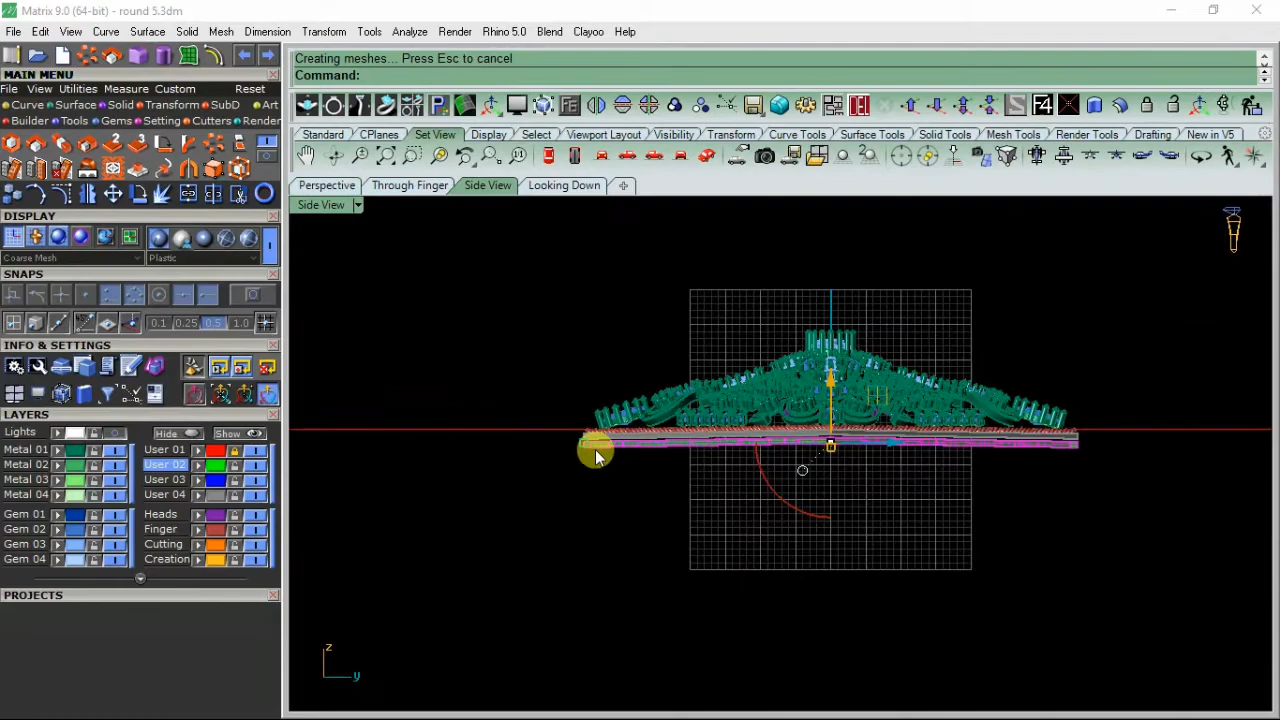 Matrix 9.0 (64-bit) - round 5.3dm
File Edit View Curve Surface Solid Mesh Dimension Transform Tools Analyze Render Rhino 5.0 Blend Clayoo Help
Creating meshes... Press Esc to cancel
Command:
MAIN MENU
File View Utilities Measure Custom Reset
Curve Surface Solid Transform SubD Art
Builder Tools Gems Setting Cutters Render
F4
Standard CPlanes Set View Display Select Viewport Layout Visibility Transform Curve Tools Surface Tools Solid Tools Mesh Tools Render Tools Drafting New in V5
Perspective Through Finger Side View Looking Down
Side View
DISPLAY
Coarse Mesh Plastic
SNAPS
0.1 0.25 0.5 1.0
INFO & SETTINGS
LAYERS
Lights Hide Show
Metal 01 User 01
Metal 02 User 02
Metal 03 User 03
Metal 04 User 04
Gem 01 Heads
Gem 02 Finger
Gem 03 Cutting
Gem 04 Creation
PROJECTS
z
y